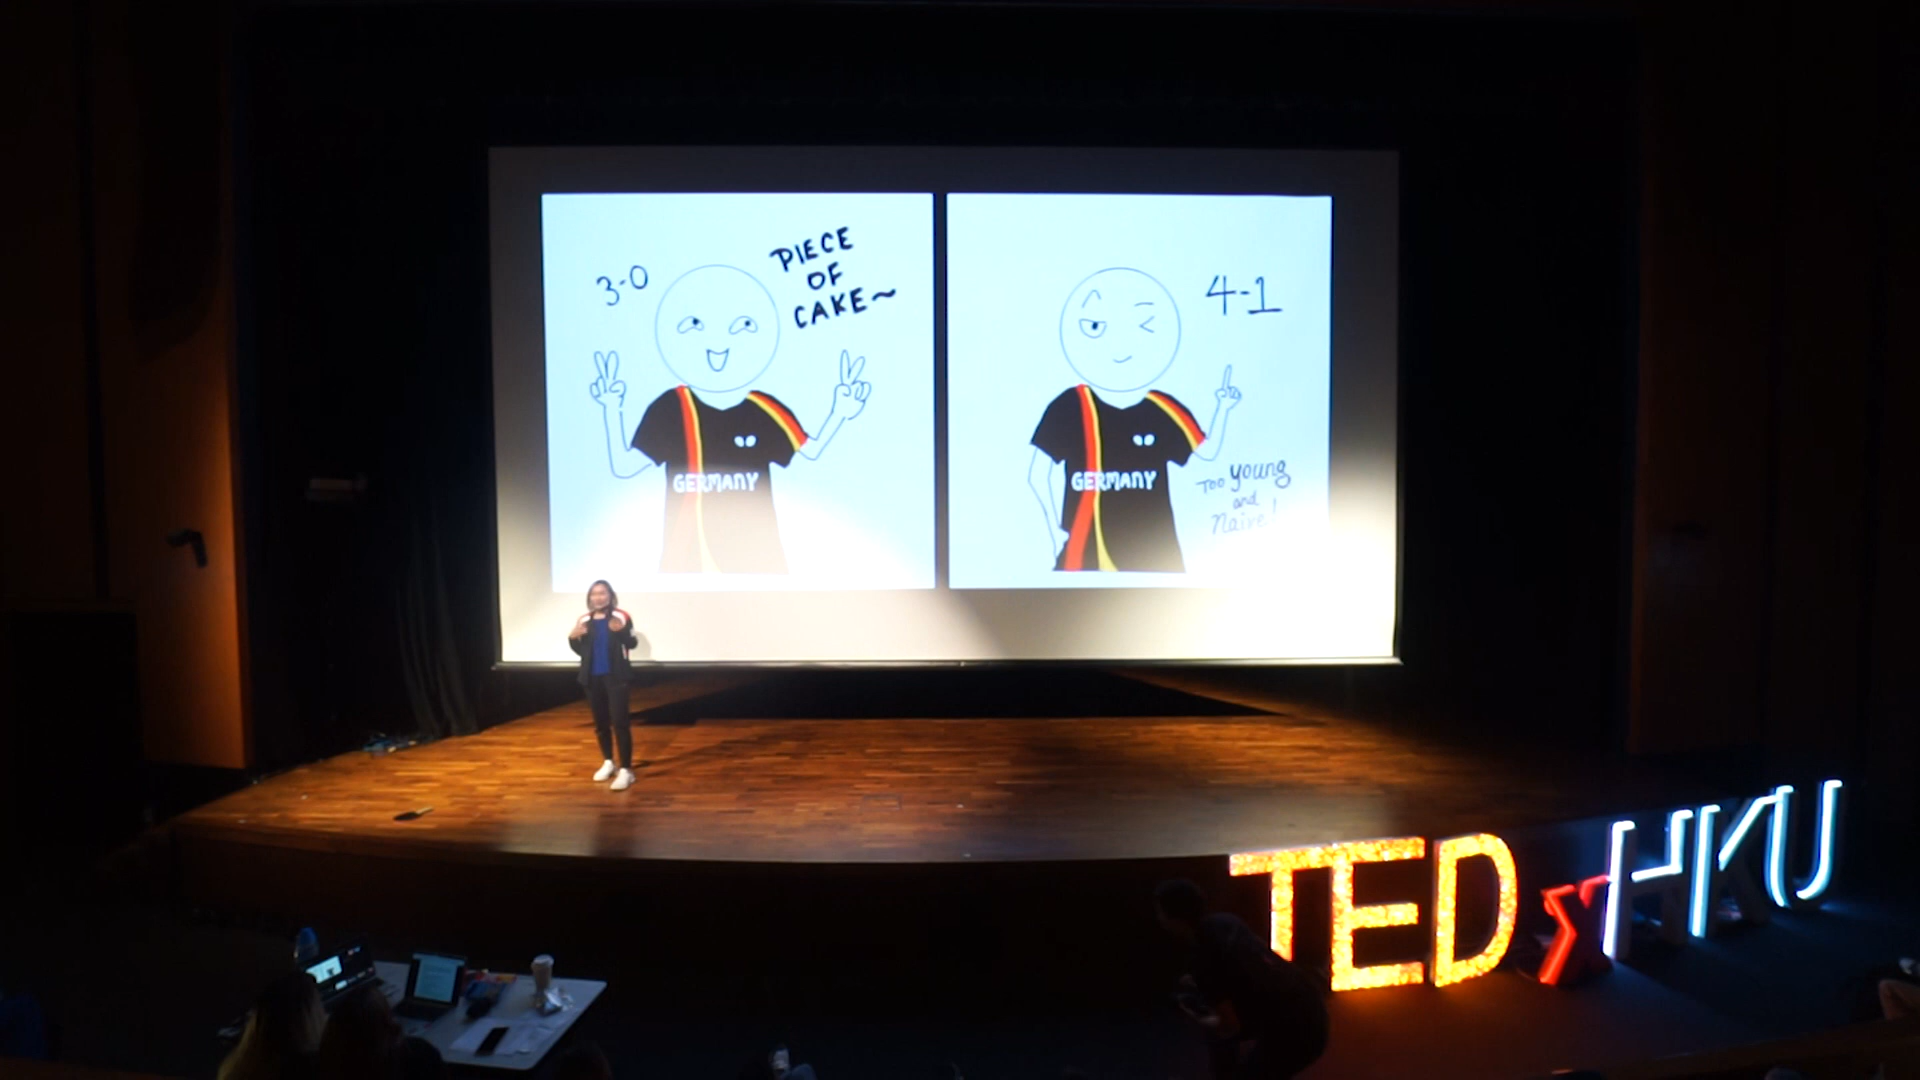 3-0
PIECE
OF
CAKE~
GERMANY
4-1
GERMANY
Too young
and
Naive!
TEDxHKU